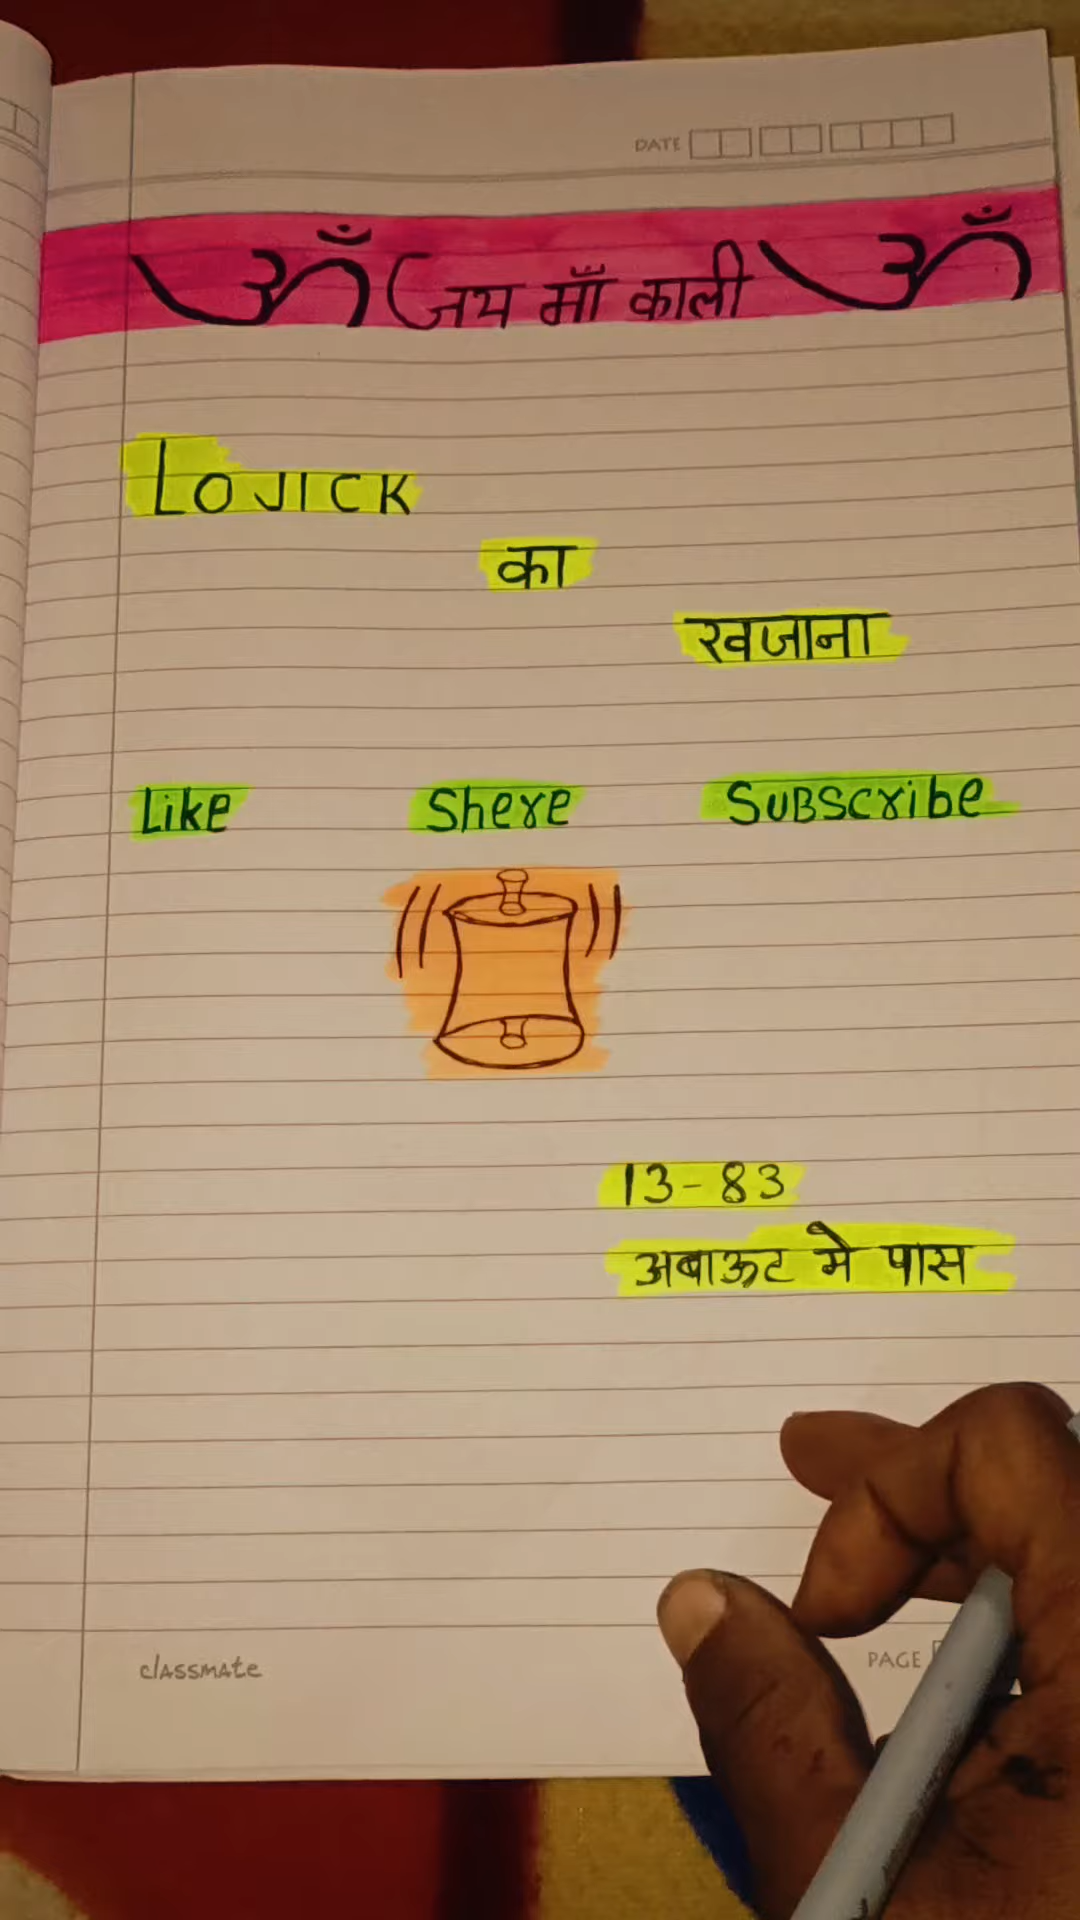 DATE
ॐ जय माँ काली ॐ
LOJICK
का
खजाना
Like Shere Subscribe
13-83
अबाऊट मे पास
classmate
PAGE